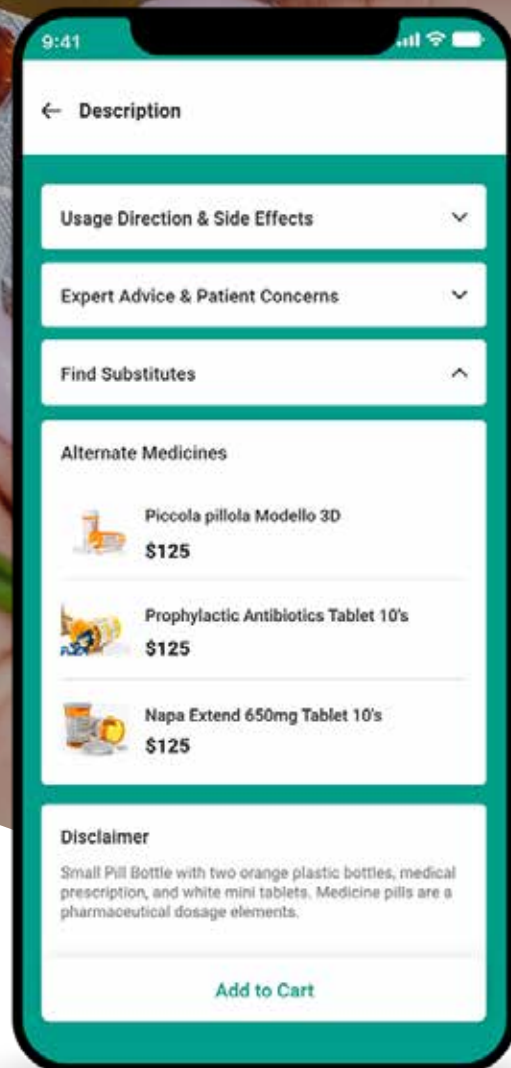 9:41
Description
Usage Direction & Side Effects
Expert Advice & Patient Concerns
Find Substitutes
Alternate Medicines
Piccola pillola Modello 3D
$125
Prophylactic Antibiotics Tablet 10's
$125
Napa Extend 650mg Tablet 10's
$125
Disclaimer
Small Pill Bottle with two orange plastic bottles, medical
prescription, and white mini tablets. Medicine pills are a
pharmaceutical dosage elements.
Add to Cart